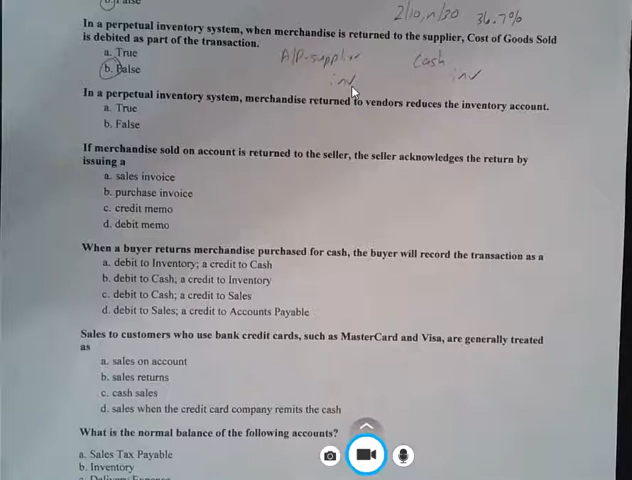 b. False
2/10, n/30 36.7%
In a perpetual inventory system, when merchandise is returned to the supplier, Cost of Goods Sold
is debited as part of the transaction.
a. True
A/P-supplier Cash
b. False
inv inv
In a perpetual inventory system, merchandise returned to vendors reduces the inventory account.
a. True
b. False
If merchandise sold on account is returned to the seller, the seller acknowledges the return by
issuing a
a. sales invoice
b. purchase invoice
c. credit memo
d. debit memo
When a buyer returns merchandise purchased for cash, the buyer will record the transaction as a
a. debit to Inventory; a credit to Cash
b. debit to Cash; a credit to Inventory
c. debit to Cash; a credit to Sales
d. debit to Sales; a credit to Accounts Payable
Sales to customers who use bank credit cards, such as MasterCard and Visa, are generally treated
as
a. sales on account
b. sales returns
c. cash sales
d. sales when the credit card company remits the cash
What is the normal balance of the following accounts?
a. Sales Tax Payable
b. Inventory
c. Delivery Expense